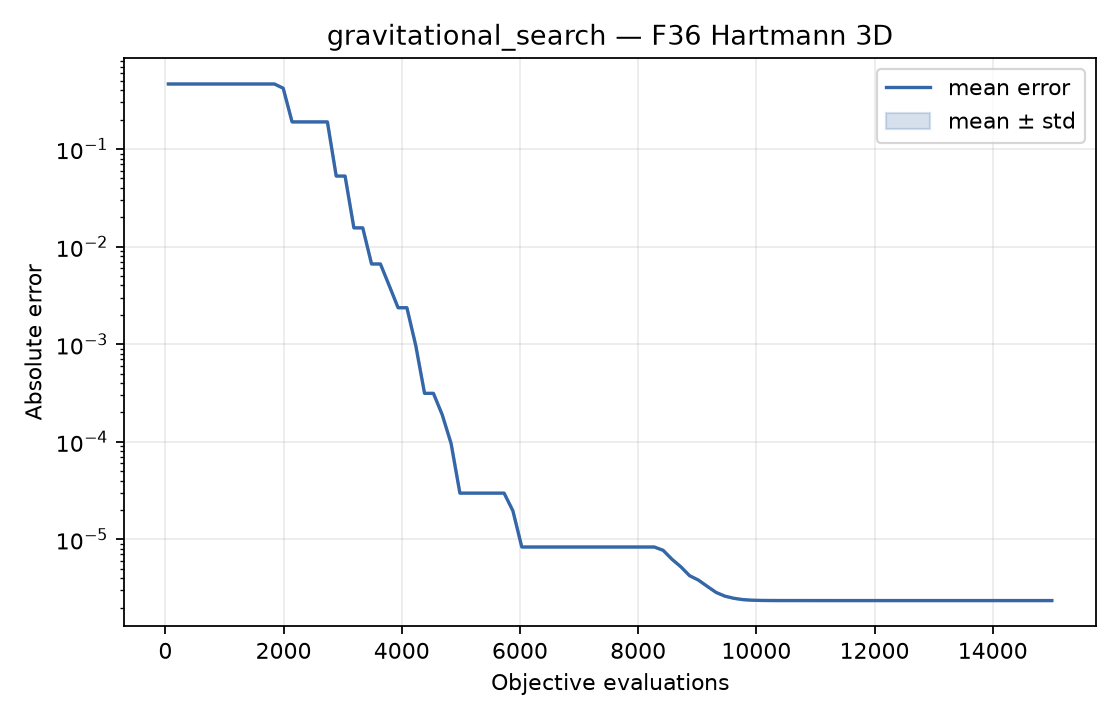 gravitational_search — F36 Hartmann 3D
mean error
mean ± std
Absolute error
10⁻¹
10⁻²
10⁻³
10⁻⁴
10⁻⁵
0 2000 4000 6000 8000 10000 12000 14000
Objective evaluations